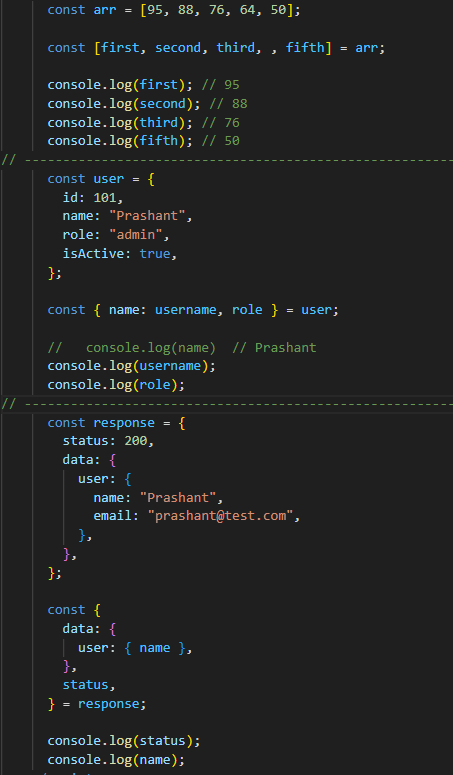 const arr = [95, 88, 76, 64, 50];
const [first, second, third, , fifth] = arr;
console.log(first); // 95
console.log(second); // 88
console.log(third); // 76
console.log(fifth); // 50
// --------------------------------------------------------
const user = {
id: 101,
name: "Prashant",
role: "admin",
isActive: true,
};
const { name: username, role } = user;
//   console.log(name)  // Prashant
console.log(username);
console.log(role);
// --------------------------------------------------------
const response = {
status: 200,
data: {
user: {
name: "Prashant",
email: "prashant@test.com",
},
},
};
const {
data: {
user: { name },
},
status,
} = response;
console.log(status);
console.log(name);